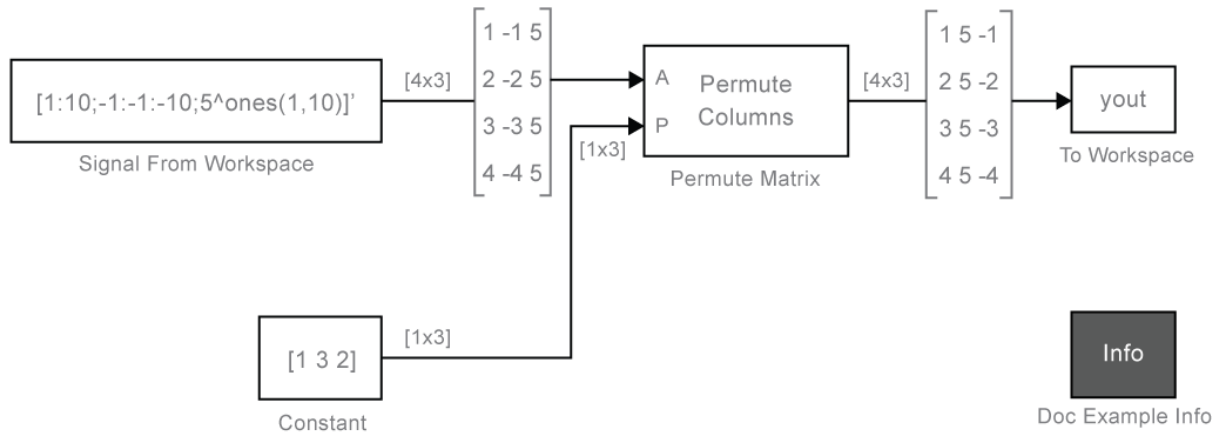 [1:10;-1:-1:-10;5^ones(1,10)]'
Signal From Workspace
[4x3]
1 -1 5
2 -2 5
3 -3 5
4 -4 5
[1x3]
A
P
Permute
Columns
Permute Matrix
[4x3]
1 5 -1
2 5 -2
3 5 -3
4 5 -4
yout
To Workspace
[1 3 2]
Constant
[1x3]
Info
Doc Example Info